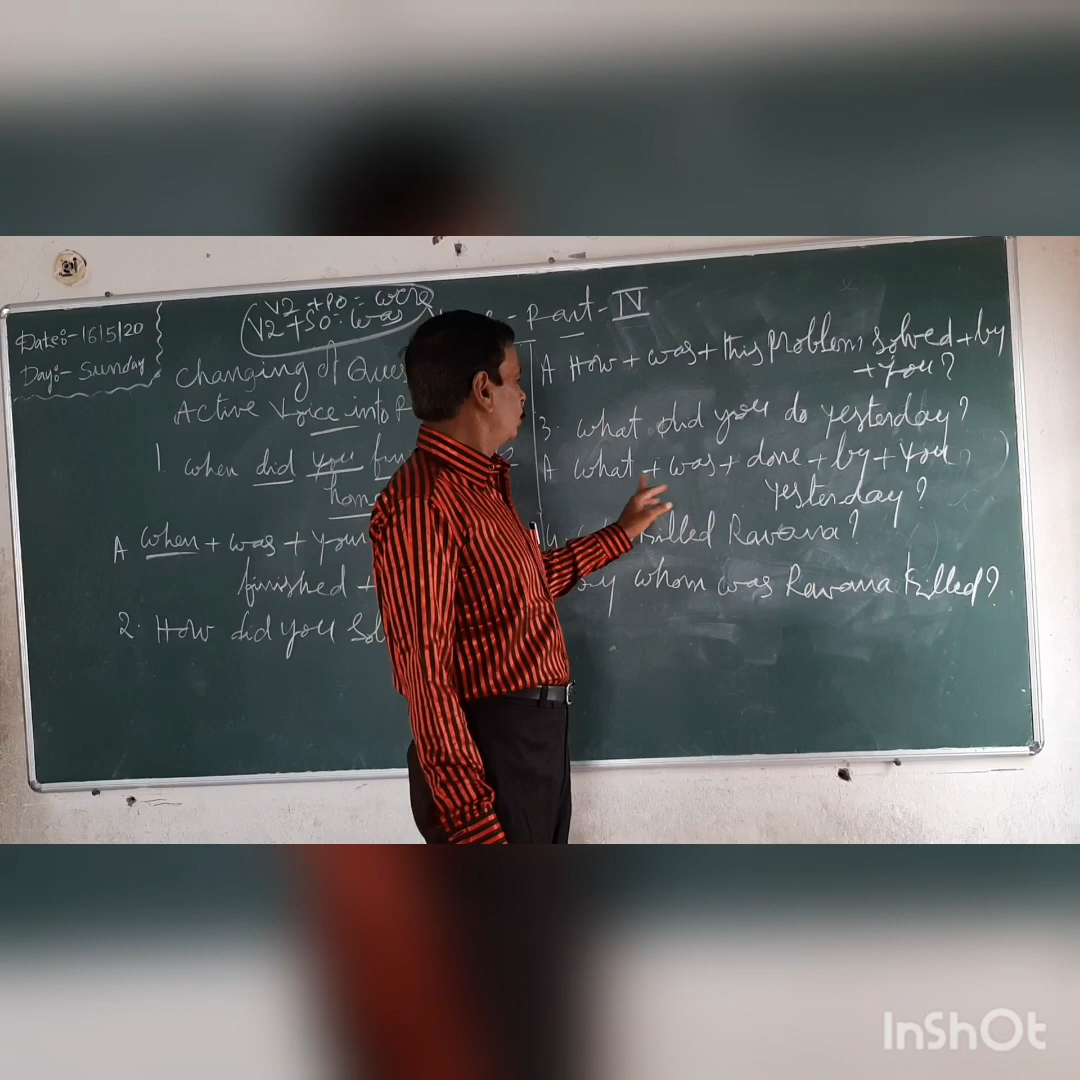 Date:- 16/5/20
Day:- Sunday
V2 + PO = were
V2 + SO = was
- Part - IV
Changing of Ques
Active Voice into P
1. when did you fin
home
A when + was + your
finished +
2. How did you Sol
A How + was + this Problem Solved + by
+ you?
3. what did you do yesterday?
A what + was + done + by + you
yesterday?
killed Ravana?
by whom was Ravana killed?
InShOt